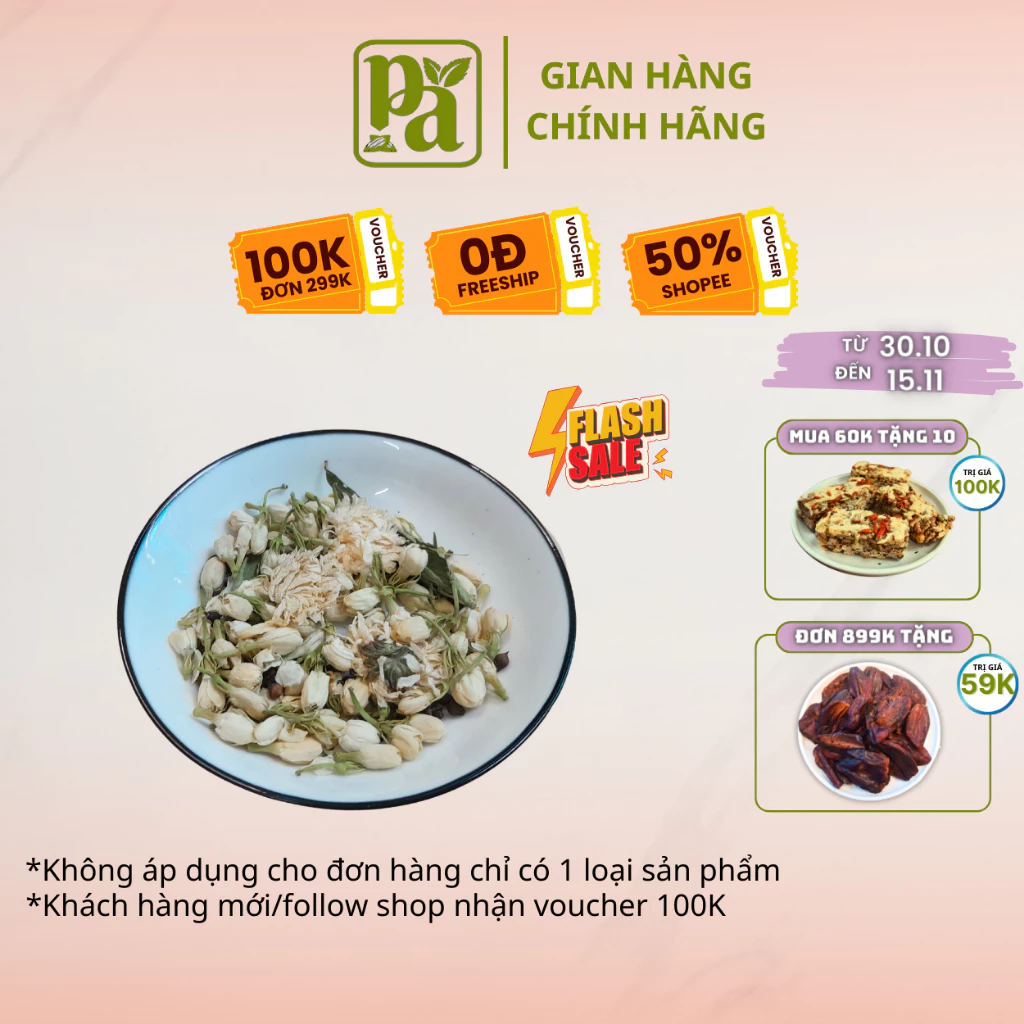 pa
GIAN HÀNG
CHÍNH HÃNG
100K
ĐƠN 299K
VOUCHER
0Đ
FREESHIP
VOUCHER
50%
SHOPEE
VOUCHER
TỪ 30.10
ĐẾN 15.11
FLASH
SALE
MUA 60K TẶNG 10
TRỊ GIÁ
100K
ĐƠN 899K TẶNG
TRỊ GIÁ
59K
*Không áp dụng cho đơn hàng chỉ có 1 loại sản phẩm
*Khách hàng mới/follow shop nhận voucher 100K